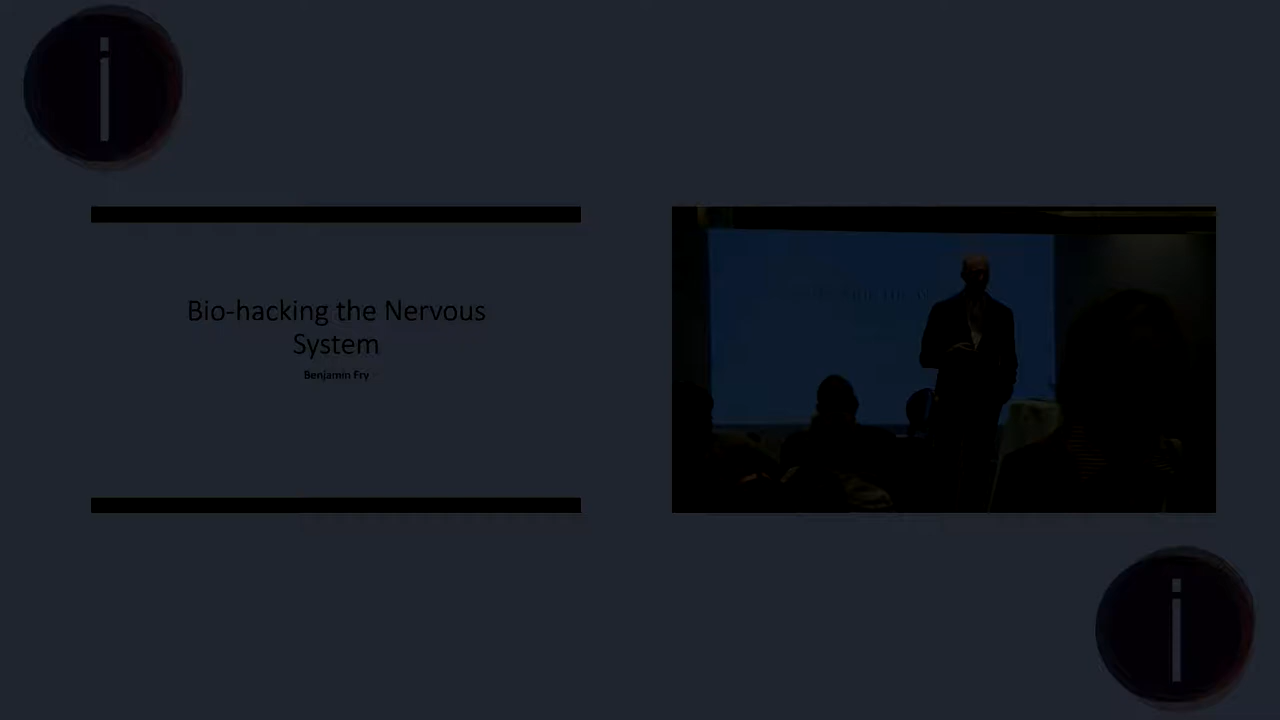 i
Bio-hacking the Nervous
System
Benjamin Fry
i